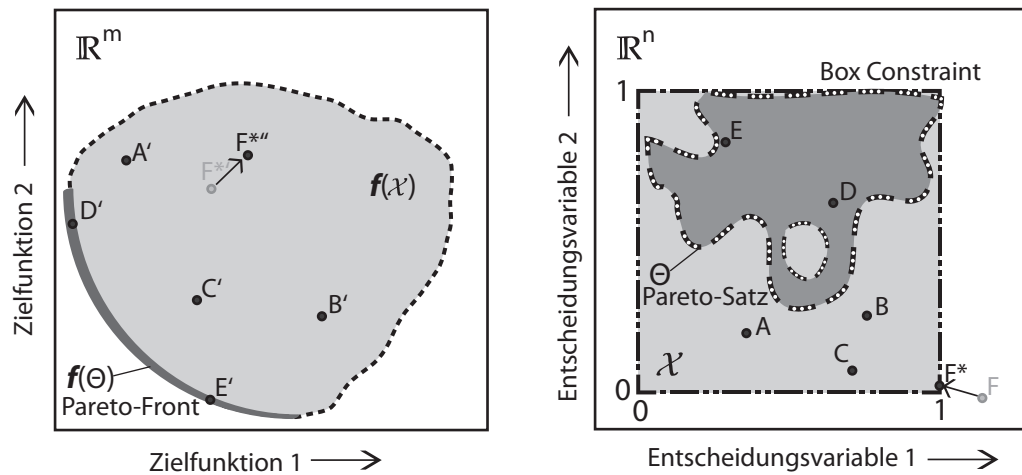 ℝᵐ
A‘
F*‘‘
F*‘
f(𝒳)
D‘
C‘
B‘
f(Θ)
Pareto-Front
E‘
Zielfunktion 2
Zielfunktion 1
ℝⁿ
Box Constraint
1
E
D
Θ
Pareto-Satz
A
B
C
𝒳
F*
F
0
0
1
Entscheidungsvariable 2
Entscheidungsvariable 1